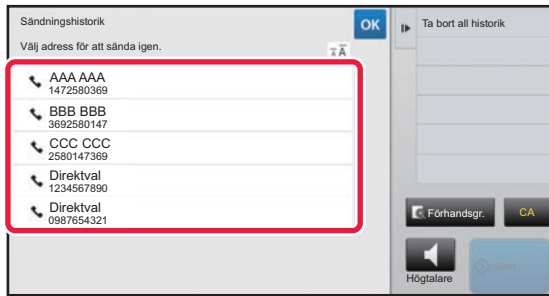 Sändningshistorik
OK
Ta bort all historik
Välj adress för att sända igen.
AAA AAA
1472580369
BBB BBB
3692580147
CCC CCC
2580147369
Direktval
1234567890
Direktval
0987654321
Förhandsgr.
CA
Högtalare
Start